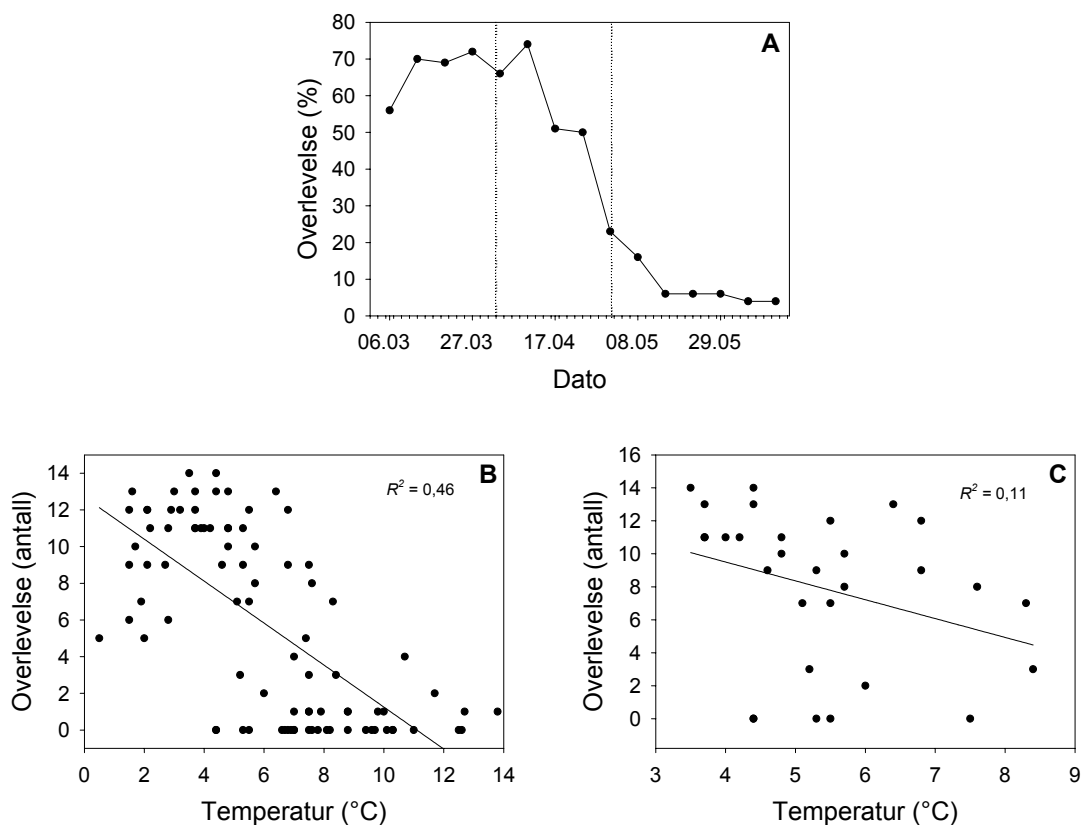 A
80
70
60
50
40
30
20
10
0
Overlevelse (%)
06.03 27.03 17.04 08.05 29.05
Dato
B
R² = 0,46
14
12
10
8
6
4
2
0
Overlevelse (antall)
0 2 4 6 8 10 12 14
Temperatur (°C)
C
R² = 0,11
16
14
12
10
8
6
4
2
0
Overlevelse (antall)
3 4 5 6 7 8 9
Temperatur (°C)